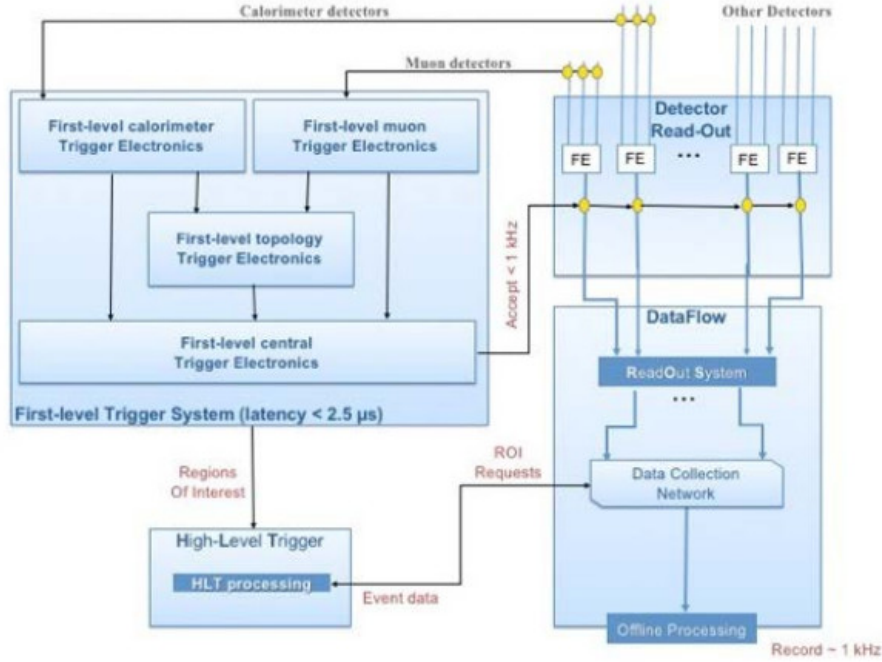 Calorimeter detectors
Other Detectors
Muon detectors
First-level calorimeter
Trigger Electronics
First-level muon
Trigger Electronics
Detector
Read-Out
FE
FE
...
FE
FE
First-level topology
Trigger Electronics
Accept < 1 kHz
First-level central
Trigger Electronics
First-level Trigger System (latency < 2.5 µs)
DataFlow
ReadOut System
...
Regions
Of Interest
ROI
Requests
Data Collection
Network
High-Level Trigger
HLT processing
Event data
Offline Processing
Record ~ 1 kHz